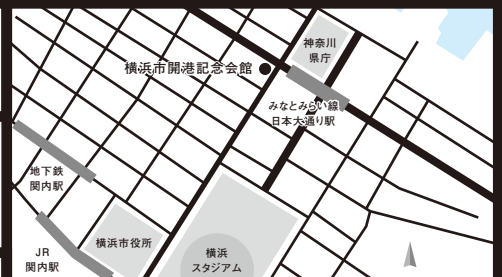 神奈川
県庁
横浜市開港記念会館
みなとみらい線
日本大通り駅
地下鉄
関内駅
横浜市役所
JR
関内駅
横浜
スタジアム